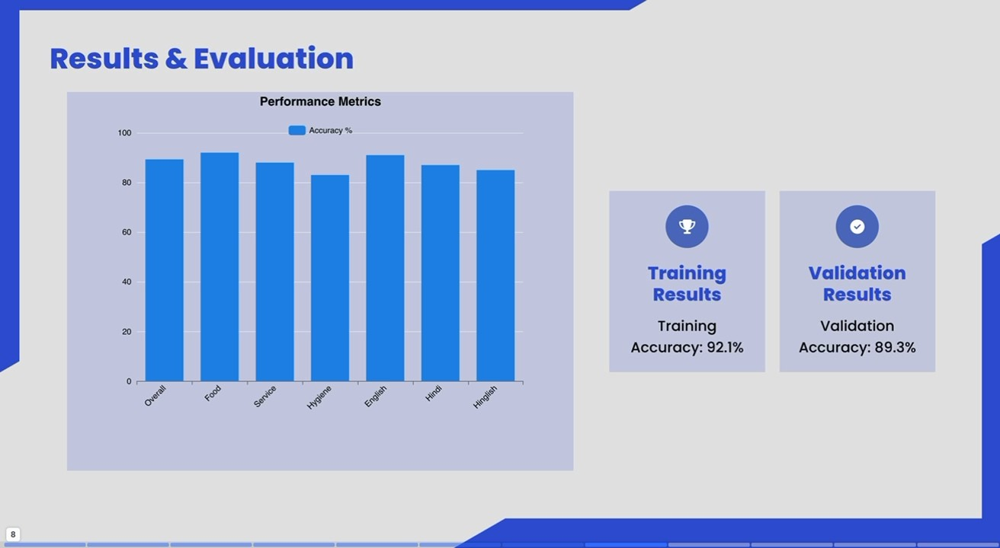 Results & Evaluation
Performance Metrics
Accuracy %
100
80
60
40
20
0
Overall
Food
Service
Hygiene
English
Hindi
Hinglish
Training
Results
Training
Accuracy: 92.1%
Validation
Results
Validation
Accuracy: 89.3%
8